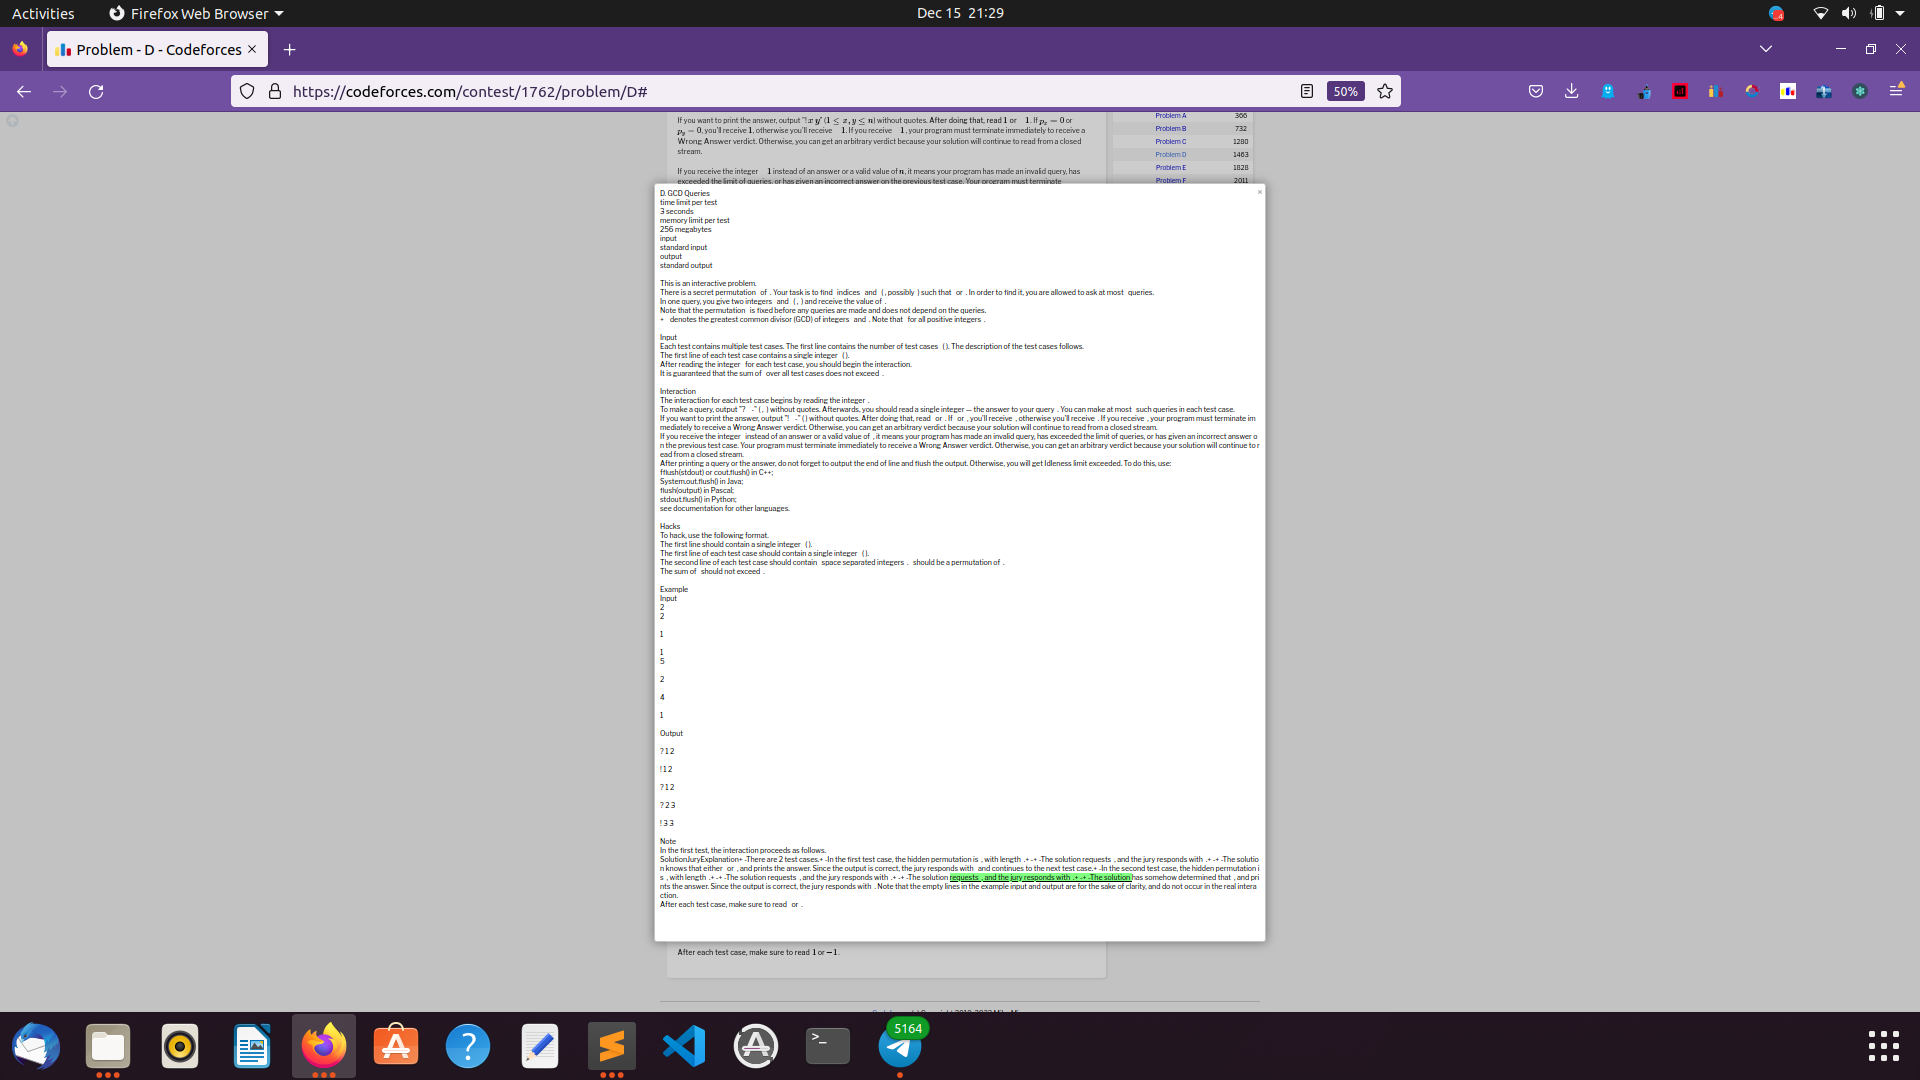 Activities
Firefox Web Browser
Dec 15 21:29
4
Problem - D - Codeforces
https://codeforces.com/contest/1762/problem/D#
50%
If you want to print the answer, output "! x y" (1 ≤ x, y ≤ n) without quotes. After doing that, read 1 or 1. If pₓ = 0 or
pᵧ = 0, you'll receive 1, otherwise you'll receive 1. If you receive 1, your program must terminate immediately to receive a
Wrong Answer verdict. Otherwise, you can get an arbitrary verdict because your solution will continue to read from a closed
stream.
If you receive the integer 1 instead of an answer or a valid value of n, it means your program has made an invalid query, has
exceeded the limit of queries, or has given an incorrect answer on the previous test case. Your program must terminate
Problem A 366
Problem B 732
Problem C 1280
Problem D 1463
Problem E 1828
Problem F 2011
D. GCD Queries
time limit per test
3 seconds
memory limit per test
256 megabytes
input
standard input
output
standard output
This is an interactive problem.
There is a secret permutation of . Your task is to find indices and ( , possibly ) such that or . In order to find it, you are allowed to ask at most queries.
In one query, you give two integers and ( , ) and receive the value of .
Note that the permutation is fixed before any queries are made and does not depend on the queries.
+ denotes the greatest common divisor (GCD) of integers and . Note that for all positive integers .
Input
Each test contains multiple test cases. The first line contains the number of test cases (). The description of the test cases follows.
The first line of each test case contains a single integer ().
After reading the integer for each test case, you should begin the interaction.
It is guaranteed that the sum of over all test cases does not exceed .
Interaction
The interaction for each test case begins by reading the integer .
To make a query, output "? -" ( , ) without quotes. Afterwards, you should read a single integer — the answer to your query . You can make at most such queries in each test case.
If you want to print the answer, output "! -" () without quotes. After doing that, read or . If or , you'll receive , otherwise you'll receive . If you receive , your program must terminate im
mediately to receive a Wrong Answer verdict. Otherwise, you can get an arbitrary verdict because your solution will continue to read from a closed stream.
If you receive the integer instead of an answer or a valid value of , it means your program has made an invalid query, has exceeded the limit of queries, or has given an incorrect answer o
n the previous test case. Your program must terminate immediately to receive a Wrong Answer verdict. Otherwise, you can get an arbitrary verdict because your solution will continue to r
ead from a closed stream.
After printing a query or the answer, do not forget to output the end of line and flush the output. Otherwise, you will get Idleness limit exceeded. To do this, use:
fflush(stdout) or cout.flush() in C++;
System.out.flush() in Java;
flush(output) in Pascal;
stdout.flush() in Python;
see documentation for other languages.
Hacks
To hack, use the following format.
The first line should contain a single integer ().
The first line of each test case should contain a single integer ().
The second line of each test case should contain space separated integers . should be a permutation of .
The sum of should not exceed .
Example
Input
2
2
1
1
5
2
4
1
Output
? 1 2
! 1 2
? 1 2
? 2 3
! 3 3
Note
In the first test, the interaction proceeds as follows.
SolutionJuryExplanation+ -There are 2 test cases.+ -In the first test case, the hidden permutation is , with length .+ -+ -The solution requests , and the jury responds with .+ -+ -The solutio
n knows that either or , and prints the answer. Since the output is correct, the jury responds with and continues to the next test case.+ -In the second test case, the hidden permutation i
s , with length .+ -+ -The solution requests , and the jury responds with .+ -+ -The solution requests , and the jury responds with .+ -+ -The solution has somehow determined that , and pri
nts the answer. Since the output is correct, the jury responds with . Note that the empty lines in the example input and output are for the sake of clarity, and do not occur in the real intera
ction.
After each test case, make sure to read or .
After each test case, make sure to read 1 or −1.
5164